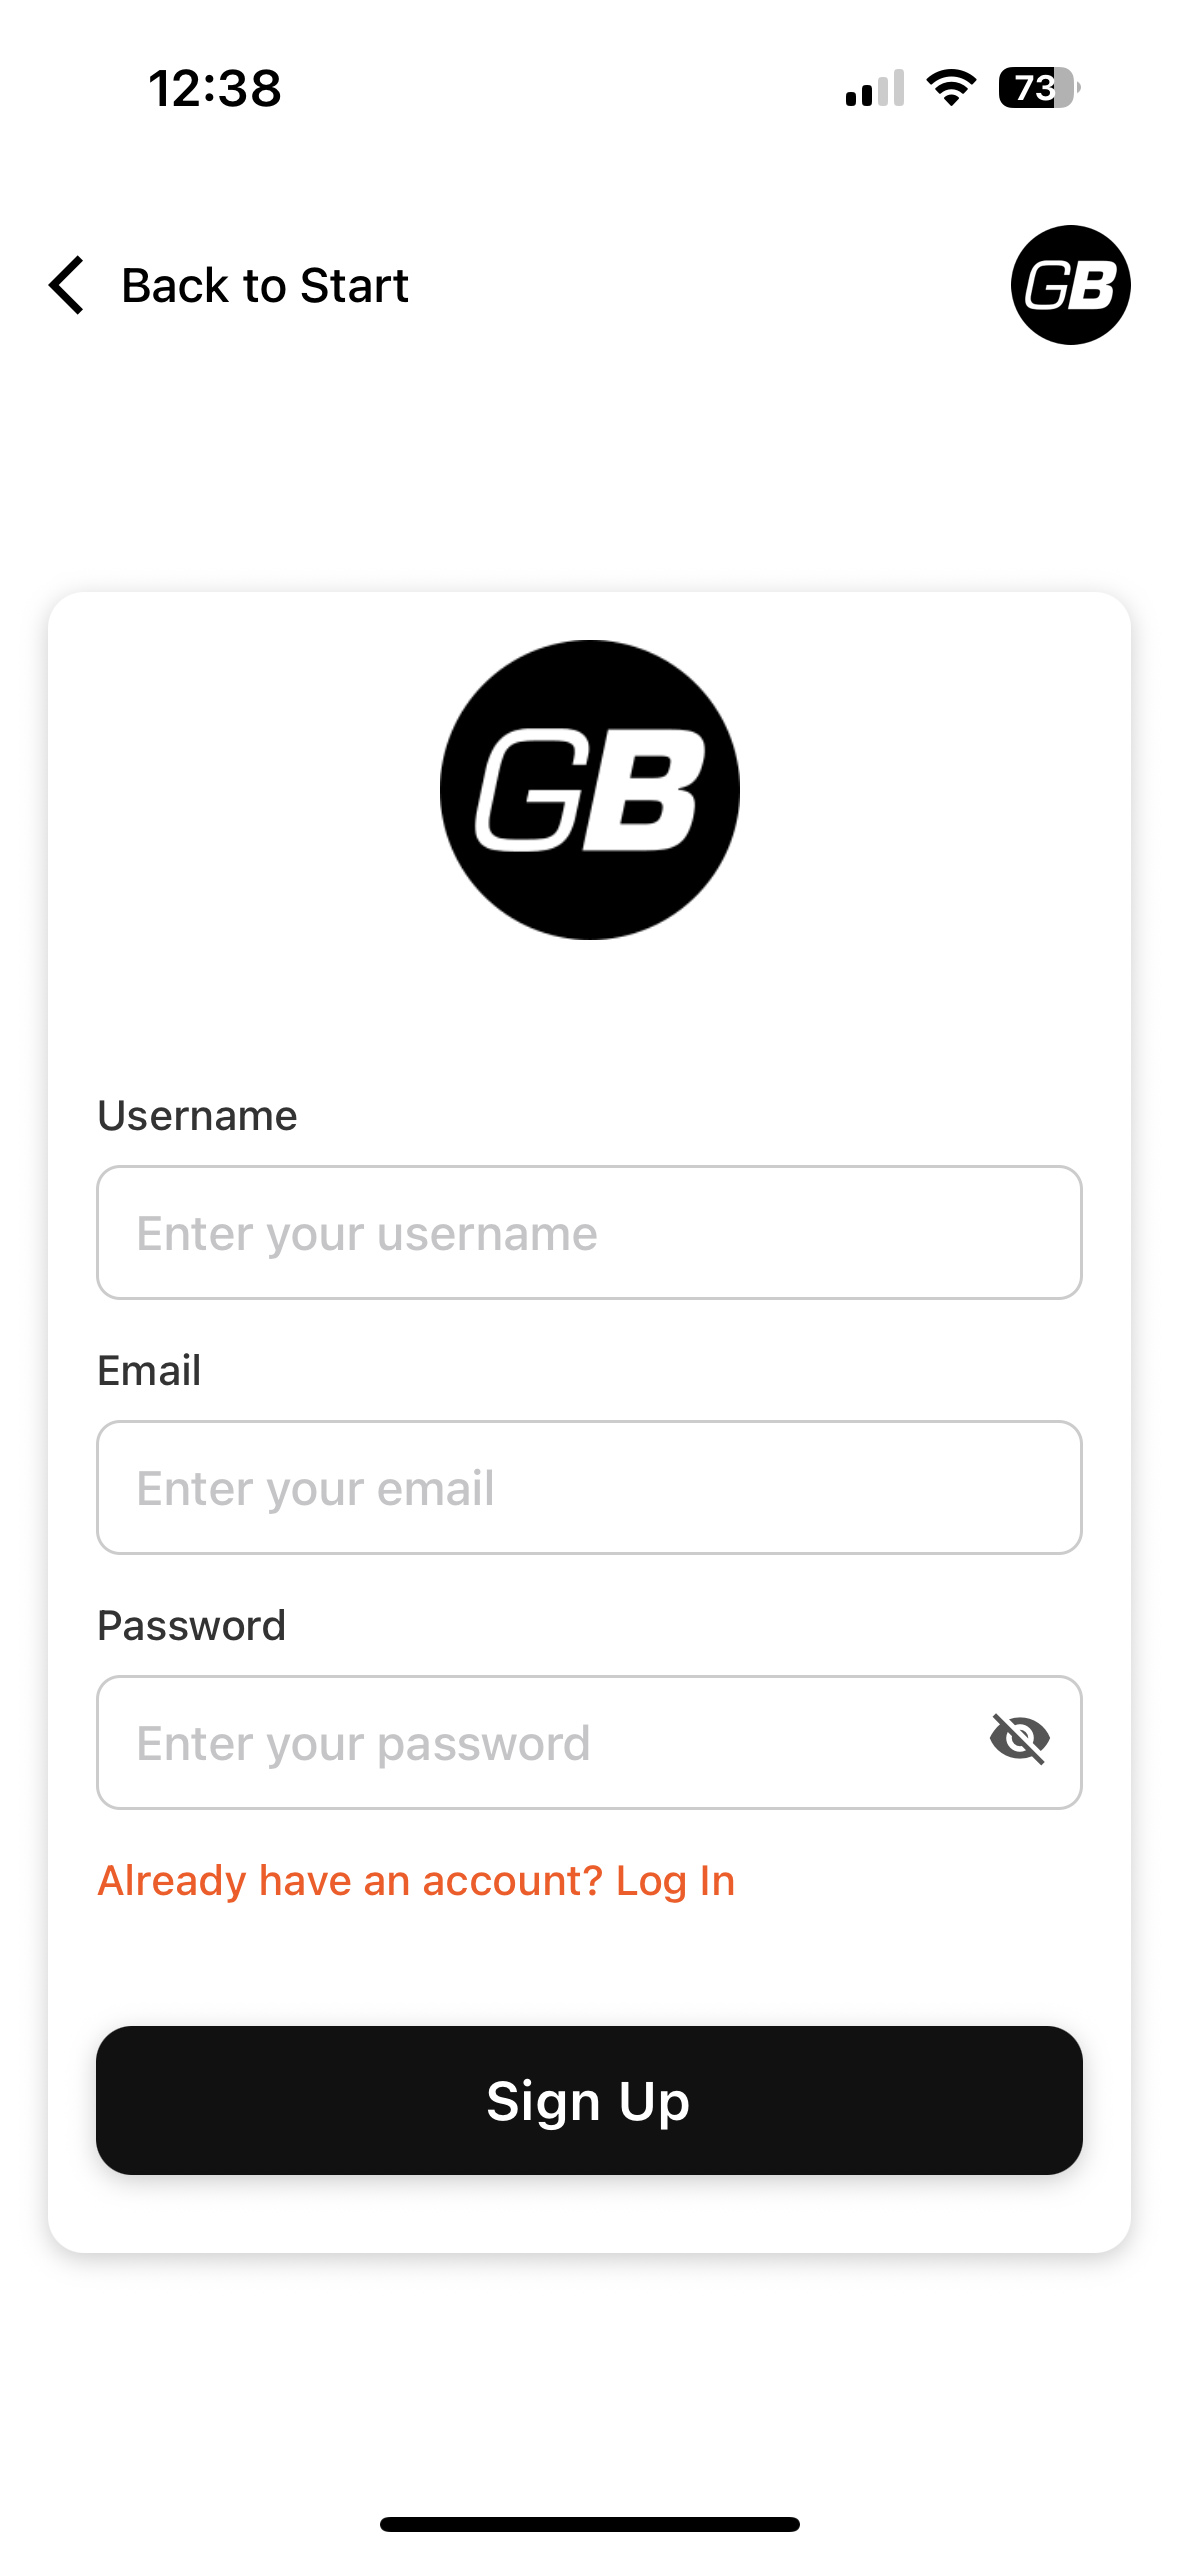 12:38
73
Back to Start
GB
GB
Username
Enter your username
Email
Enter your email
Password
Enter your password
Already have an account? Log In
Sign Up